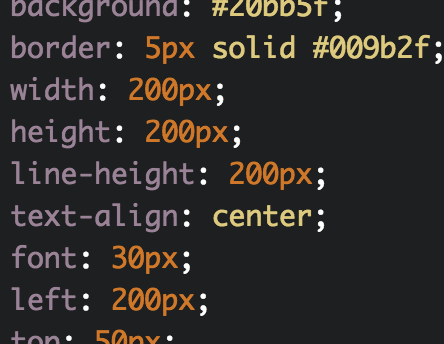 background: #20bb5f;
border: 5px solid #009b2f;
width: 200px;
height: 200px;
line-height: 200px;
text-align: center;
font: 30px;
left: 200px;
top: 50px;